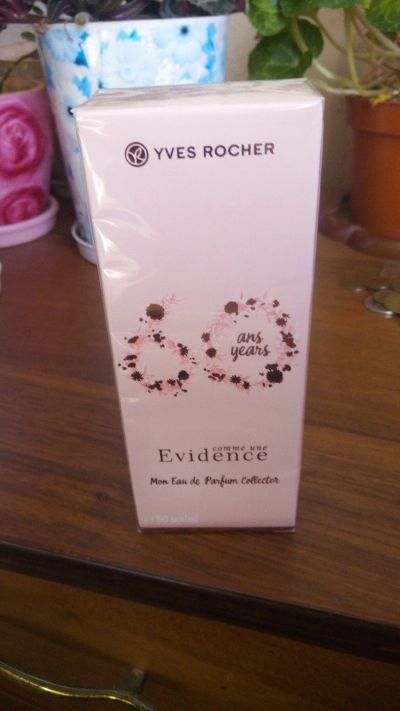 YVES ROCHER
60
ans
years
comme une
Evidence
Mon Eau de Parfum Collector